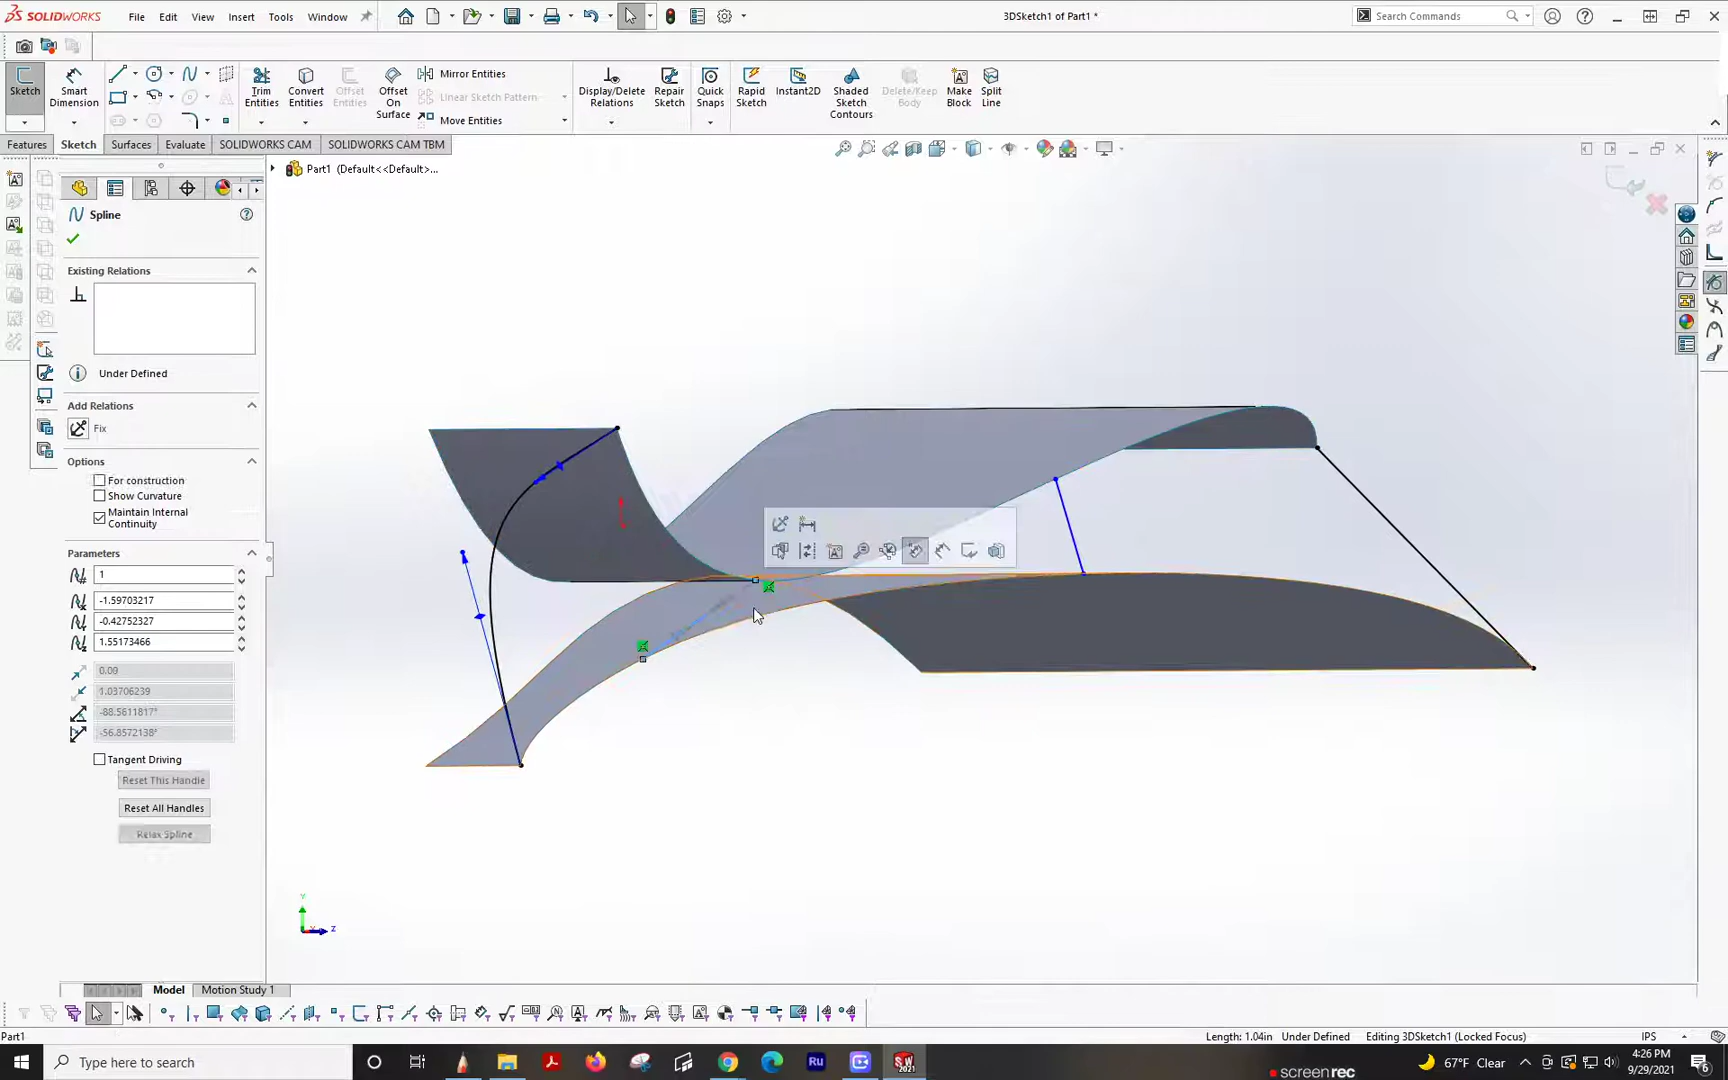 SOLIDWORKS File Edit View Insert Tools Window 3DSketch1 of Part1 * Search Commands
Sketch Smart Dimension Trim Entities Convert Entities Offset Entities Offset On Surface Mirror Entities Linear Sketch Pattern Move Entities Display/Delete Relations Repair Sketch Quick Snaps Rapid Sketch Instant2D Shaded Sketch Contours Delete/Keep Body Make Block Split Line
Features Sketch Surfaces Evaluate SOLIDWORKS CAM SOLIDWORKS CAM TBM
Part1 (Default<<Default>...
Spline
Existing Relations
Under Defined
Add Relations
Fix
Options
For construction
Show Curvature
Maintain Internal
Continuity
Parameters
1
-1.59703217
-0.42752327
1.55173466
0.00
1.03706239
-88.5611817°
-56.8572138°
Tangent Driving
Reset This Handle
Reset All Handles
Relax Spline
Y
Z
Model Motion Study 1
Part1 Length: 1.04in Under Defined Editing 3DSketch1 (Locked Focus) IPS
Type here to search Ru SW 2021 67°F Clear 4:26 PM
9/29/2021
6
screenrec